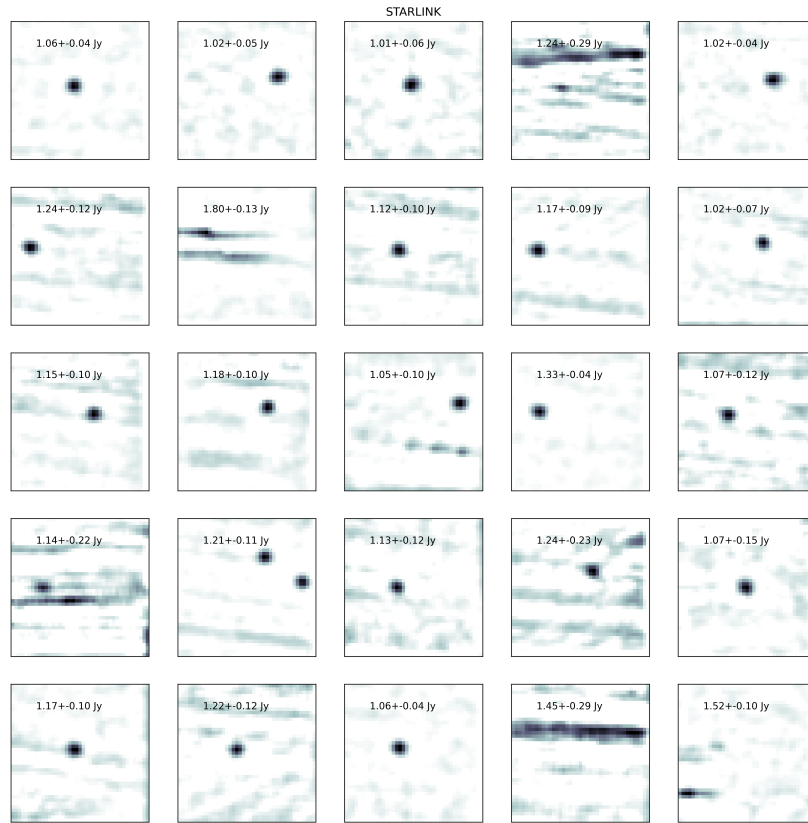 STARLINK
1.06+-0.04 Jy
1.02+-0.05 Jy
1.01+-0.06 Jy
1.24+-0.29 Jy
1.02+-0.04 Jy
1.24+-0.12 Jy
1.80+-0.13 Jy
1.12+-0.10 Jy
1.17+-0.09 Jy
1.02+-0.07 Jy
1.15+-0.10 Jy
1.18+-0.10 Jy
1.05+-0.10 Jy
1.33+-0.04 Jy
1.07+-0.12 Jy
1.14+-0.22 Jy
1.21+-0.11 Jy
1.13+-0.12 Jy
1.24+-0.23 Jy
1.07+-0.15 Jy
1.17+-0.10 Jy
1.22+-0.12 Jy
1.06+-0.04 Jy
1.45+-0.29 Jy
1.52+-0.10 Jy